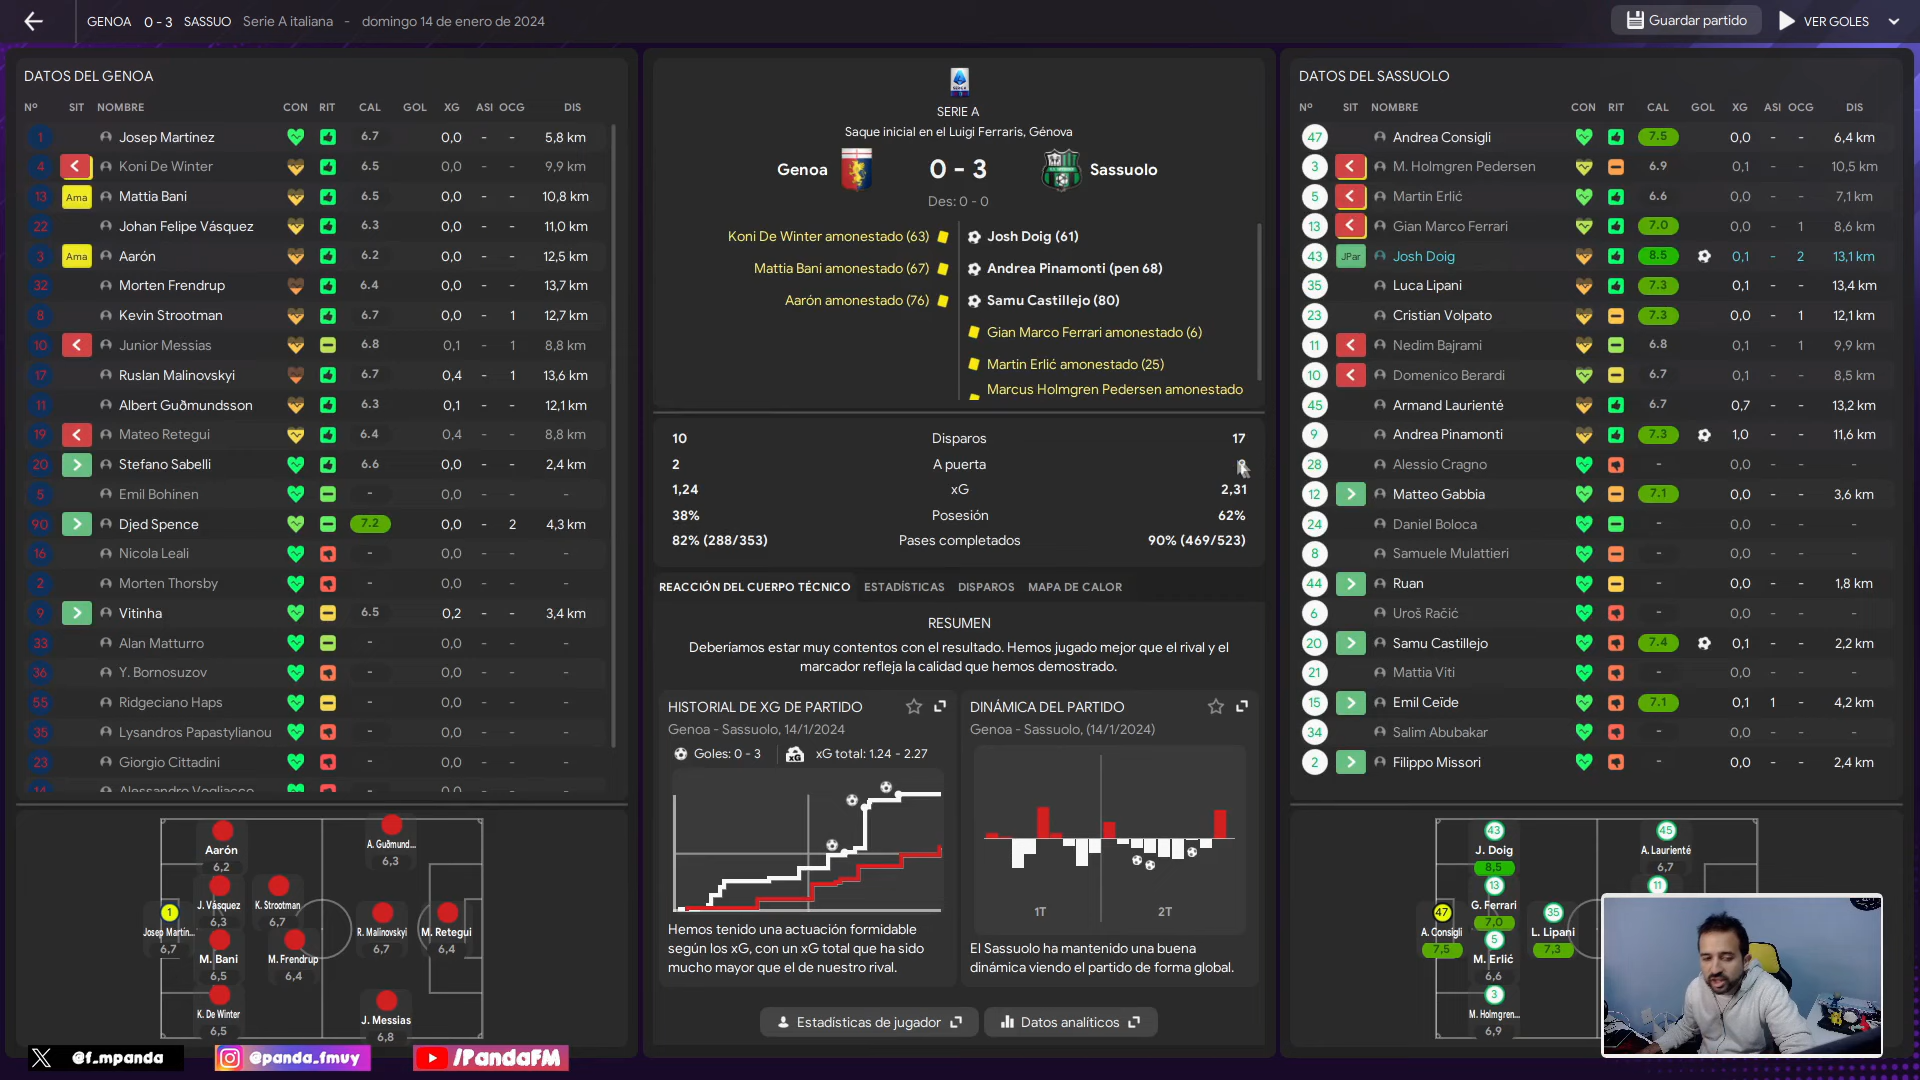 GENOA 0 - 3 SASSUO Serie A italiana - domingo 14 de enero de 2024
Guardar partido
VER GOLES
DATOS DEL GENOA
Nº SIT NOMBRE CON RIT CAL GOL XG ASI OCG DIS
1 Josep Martínez 6.7 0,0 - - 5,8 km
4 Koni De Winter 6.5 0,0 - - 9,9 km
13 Ama Mattia Bani 6.5 0,0 - - 10,8 km
22 Johan Felipe Vásquez 6.3 0,0 - - 11,0 km
3 Ama Aarón 6.2 0,0 - - 12,5 km
32 Morten Frendrup 6.4 0,0 - - 13,7 km
8 Kevin Strootman 6.7 0,0 - 1 12,7 km
10 Junior Messias 6.8 0,1 - 1 8,8 km
17 Ruslan Malinovskyi 6.7 0,4 - 1 13,6 km
11 Albert Guðmundsson 6.3 0,1 - - 12,1 km
19 Mateo Retegui 6.4 0,4 - - 8,8 km
20 Stefano Sabelli 6.6 0,0 - - 2,4 km
5 Emil Bohinen - 0,0 - - -
90 Djed Spence 7.2 0,0 - 2 4,3 km
16 Nicola Leali - 0,0 - - -
2 Morten Thorsby - 0,0 - - -
9 Vitinha 6.5 0,2 - - 3,4 km
33 Alan Matturro - 0,0 - - -
36 Y. Bornosuzov - 0,0 - - -
55 Ridgeciano Haps - 0,0 - - -
35 Lysandros Papastylianou - 0,0 - - -
23 Giorgio Cittadini - 0,0 - - -
14 Alessandro Vogliacco - 0,0 - - -
Aarón
6,2
A. Guðmund...
6,3
J. Vásquez
6,3
K. Strootman
6,7
1
Josep Martín...
6,7
R. Malinovskyi
6,7
M. Retegui
6,4
M. Bani
6,5
M. Frendrup
6,4
K. De Winter
6,5
J. Messias
6,8
@f_mpanda
@panda_fmuy
/PandaFM
SERIE A
Saque inicial en el Luigi Ferraris, Génova
Genoa 0 - 3 Sassuolo
Des: 0 - 0
Koni De Winter amonestado (63)
Mattia Bani amonestado (67)
Aarón amonestado (76)
Josh Doig (61)
Andrea Pinamonti (pen 68)
Samu Castillejo (80)
Gian Marco Ferrari amonestado (6)
Martin Erlić amonestado (25)
Marcus Holmgren Pedersen amonestado
10 Disparos 17
2 A puerta
1,24 xG 2,31
38% Posesión 62%
82% (288/353) Pases completados 90% (469/523)
REACCIÓN DEL CUERPO TÉCNICO ESTADÍSTICAS DISPAROS MAPA DE CALOR
RESUMEN
Deberíamos estar muy contentos con el resultado. Hemos jugado mejor que el rival y el
marcador refleja la calidad que hemos demostrado.
HISTORIAL DE XG DE PARTIDO
Genoa - Sassuolo, 14/1/2024
Goles: 0 - 3 xG xG total: 1.24 - 2.27
Hemos tenido una actuación formidable
según los xG, con un xG total que ha sido
mucho mayor que el de nuestro rival.
DINÁMICA DEL PARTIDO
Genoa - Sassuolo, (14/1/2024)
1T 2T
El Sassuolo ha mantenido una buena
dinámica viendo el partido de forma global.
Estadísticas de jugador
Datos analíticos
DATOS DEL SASSUOLO
Nº SIT NOMBRE CON RIT CAL GOL XG ASI OCG DIS
47 Andrea Consigli 7.5 0,0 - - 6,4 km
3 M. Holmgren Pedersen 6.9 0,1 - - 10,5 km
5 Martin Erlić 6.6 0,0 - - 7,1 km
13 Gian Marco Ferrari 7.0 0,0 - 1 8,6 km
43 JPar Josh Doig 8.5 0,1 - 2 13,1 km
35 Luca Lipani 7.3 0,1 - - 13,4 km
23 Cristian Volpato 7.3 0,0 - 1 12,1 km
11 Nedim Bajrami 6.8 0,1 - 1 9,9 km
10 Domenico Berardi 6.7 0,1 - - 8,5 km
45 Armand Laurienté 6.7 0,7 - - 13,2 km
9 Andrea Pinamonti 7.3 1,0 - - 11,6 km
28 Alessio Cragno - 0,0 - - -
12 Matteo Gabbia 7.1 0,0 - - 3,6 km
24 Daniel Boloca - 0,0 - - -
8 Samuele Mulattieri - 0,0 - - -
44 Ruan - 0,0 - - 1,8 km
6 Uroš Račić - 0,0 - - -
20 Samu Castillejo 7.4 0,1 - - 2,2 km
21 Mattia Viti - 0,0 - - -
15 Emil Ceïde 7.1 0,1 1 - 4,2 km
34 Salim Abubakar - 0,0 - - -
2 Filippo Missori - 0,0 - - 2,4 km
43
J. Doig
8,5
45
A. Laurienté
6,7
13
G. Ferrari
7,0
11
47
A. Consigli
7,5
35
L. Lipani
7,3
5
M. Erlić
6,6
3
M. Holmgren...
6,9